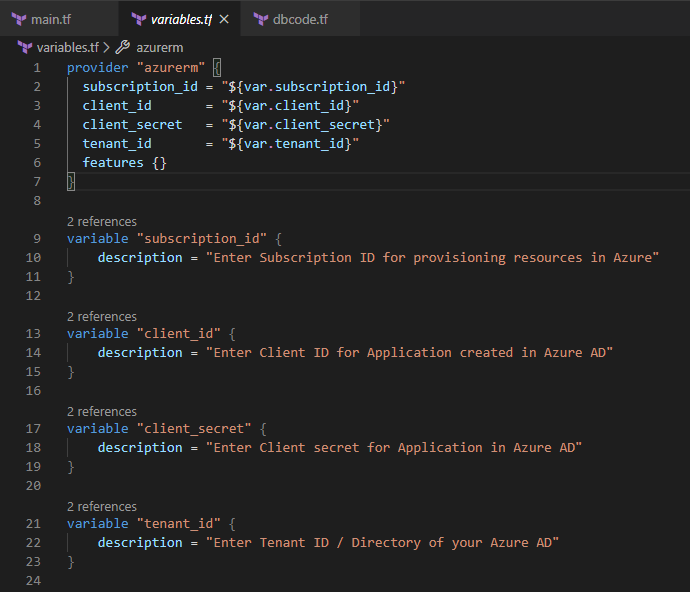 main.tf variables.tf dbcode.tf
variables.tf > azurerm
1 provider "azurerm" {
2 subscription_id = "${var.subscription_id}"
3 client_id = "${var.client_id}"
4 client_secret = "${var.client_secret}"
5 tenant_id = "${var.tenant_id}"
6 features {}
7 }
8
2 references
9 variable "subscription_id" {
10 description = "Enter Subscription ID for provisioning resources in Azure"
11 }
12
2 references
13 variable "client_id" {
14 description = "Enter Client ID for Application created in Azure AD"
15 }
16
2 references
17 variable "client_secret" {
18 description = "Enter Client secret for Application in Azure AD"
19 }
20
2 references
21 variable "tenant_id" {
22 description = "Enter Tenant ID / Directory of your Azure AD"
23 }
24